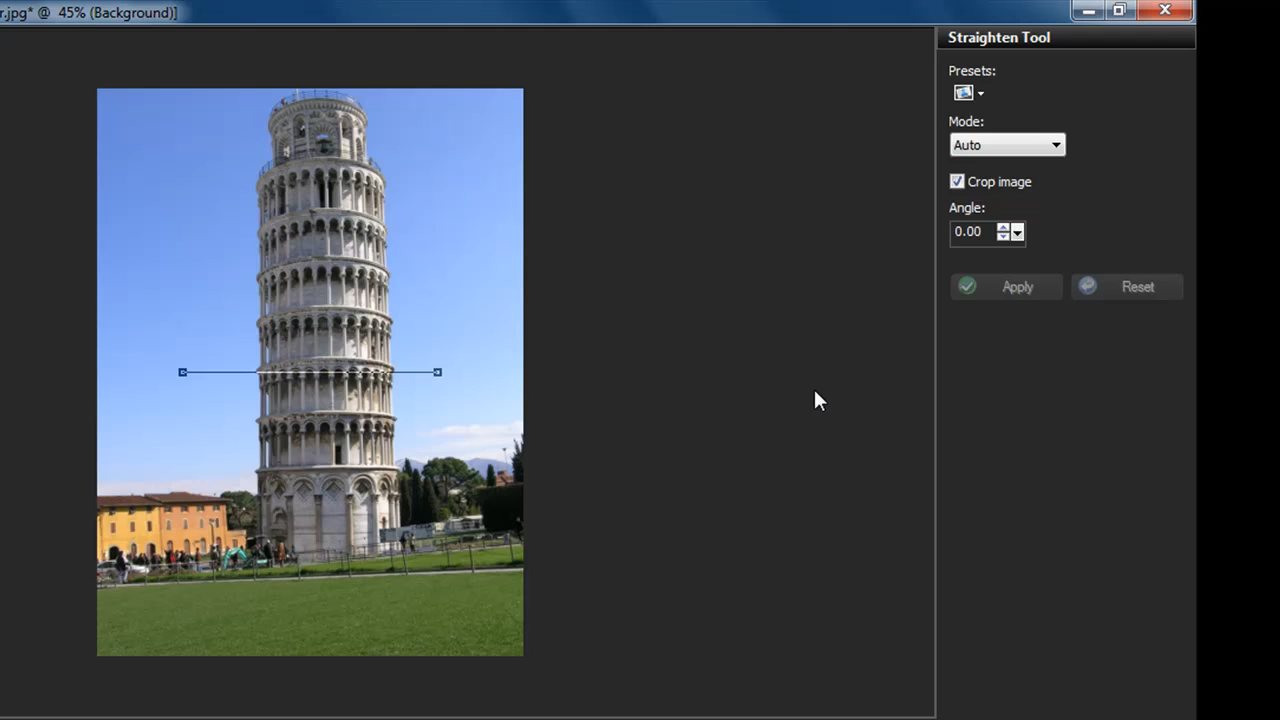 r.jpg* @ 45% (Background)]
Straighten Tool
Presets:
Mode:
Auto
Crop image
Angle:
0.00
Apply
Reset